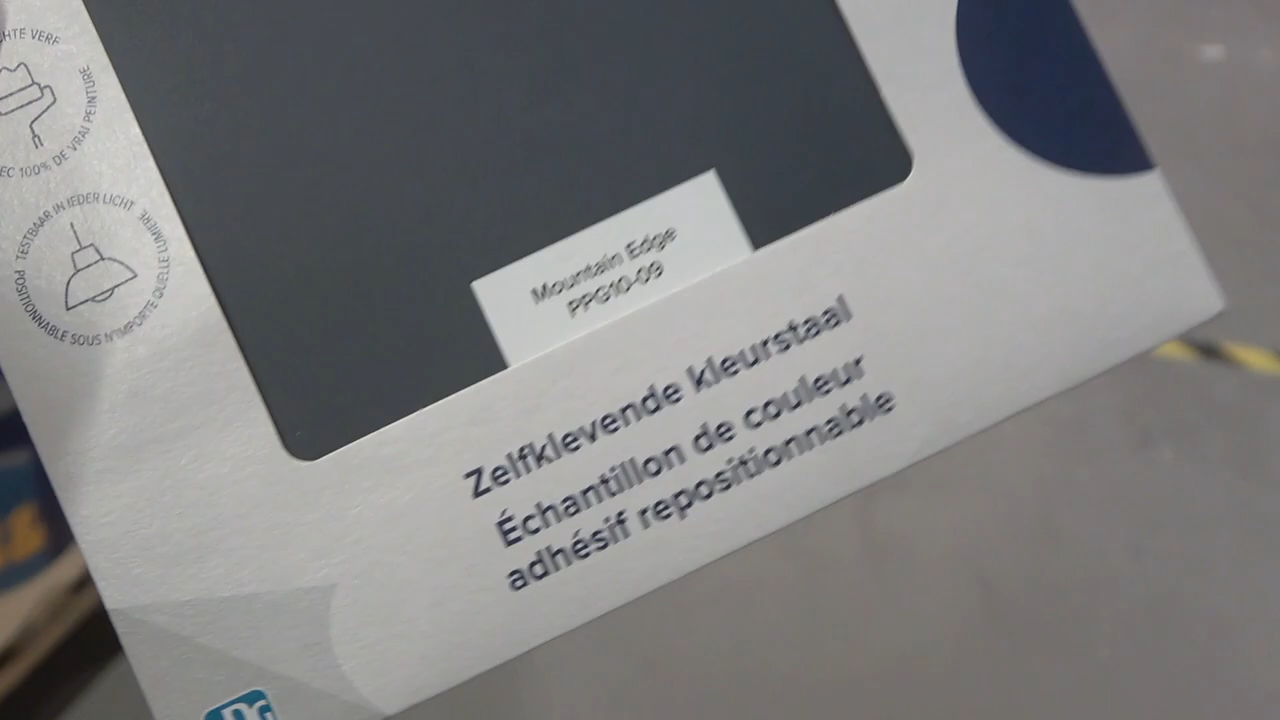 CHTE VERF
EC 100% DE VRAI PEINTURE
TESTBAAR IN IEDER LICHT
POSITIONNABLE SOUS N'IMPORTE QUELLE LUMIÈRE
Mountain Edge
PPG10-09
Zelfklevende kleurstaal
Échantillon de couleur
adhésif repositionnable